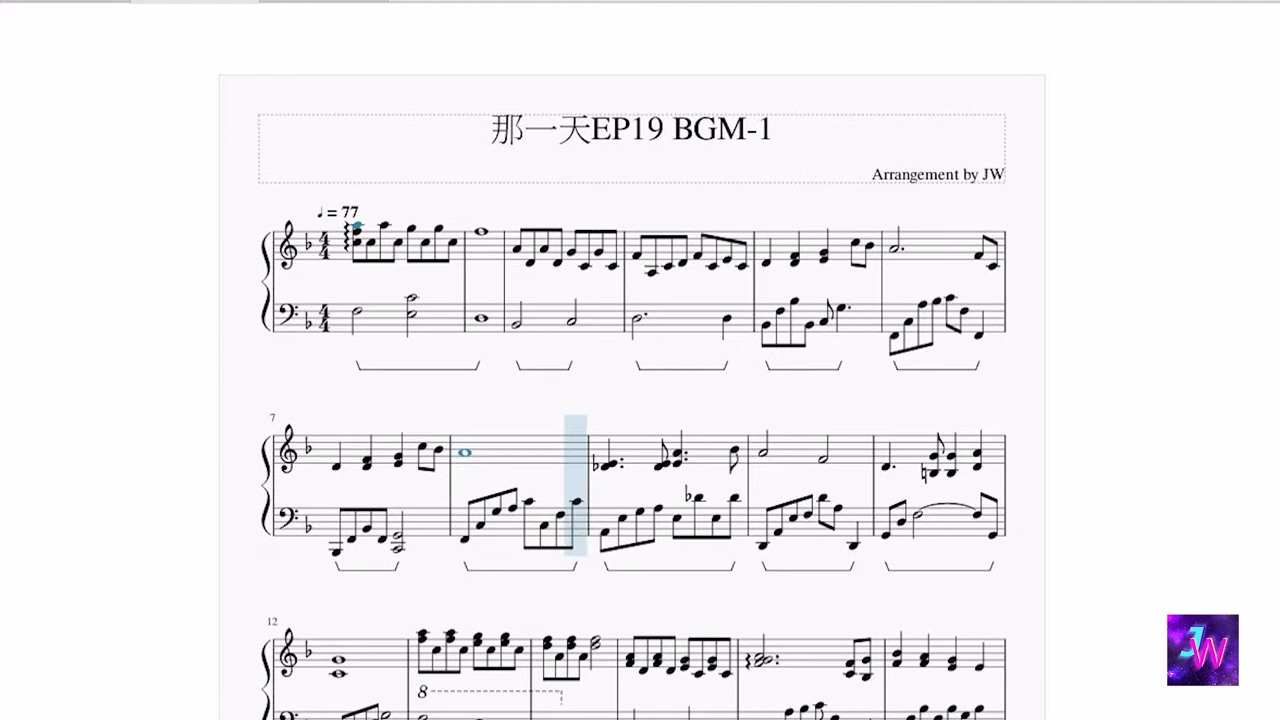 那一天EP19 BGM-1
Arrangement by JW
♩ = 77
7
12
8
JW